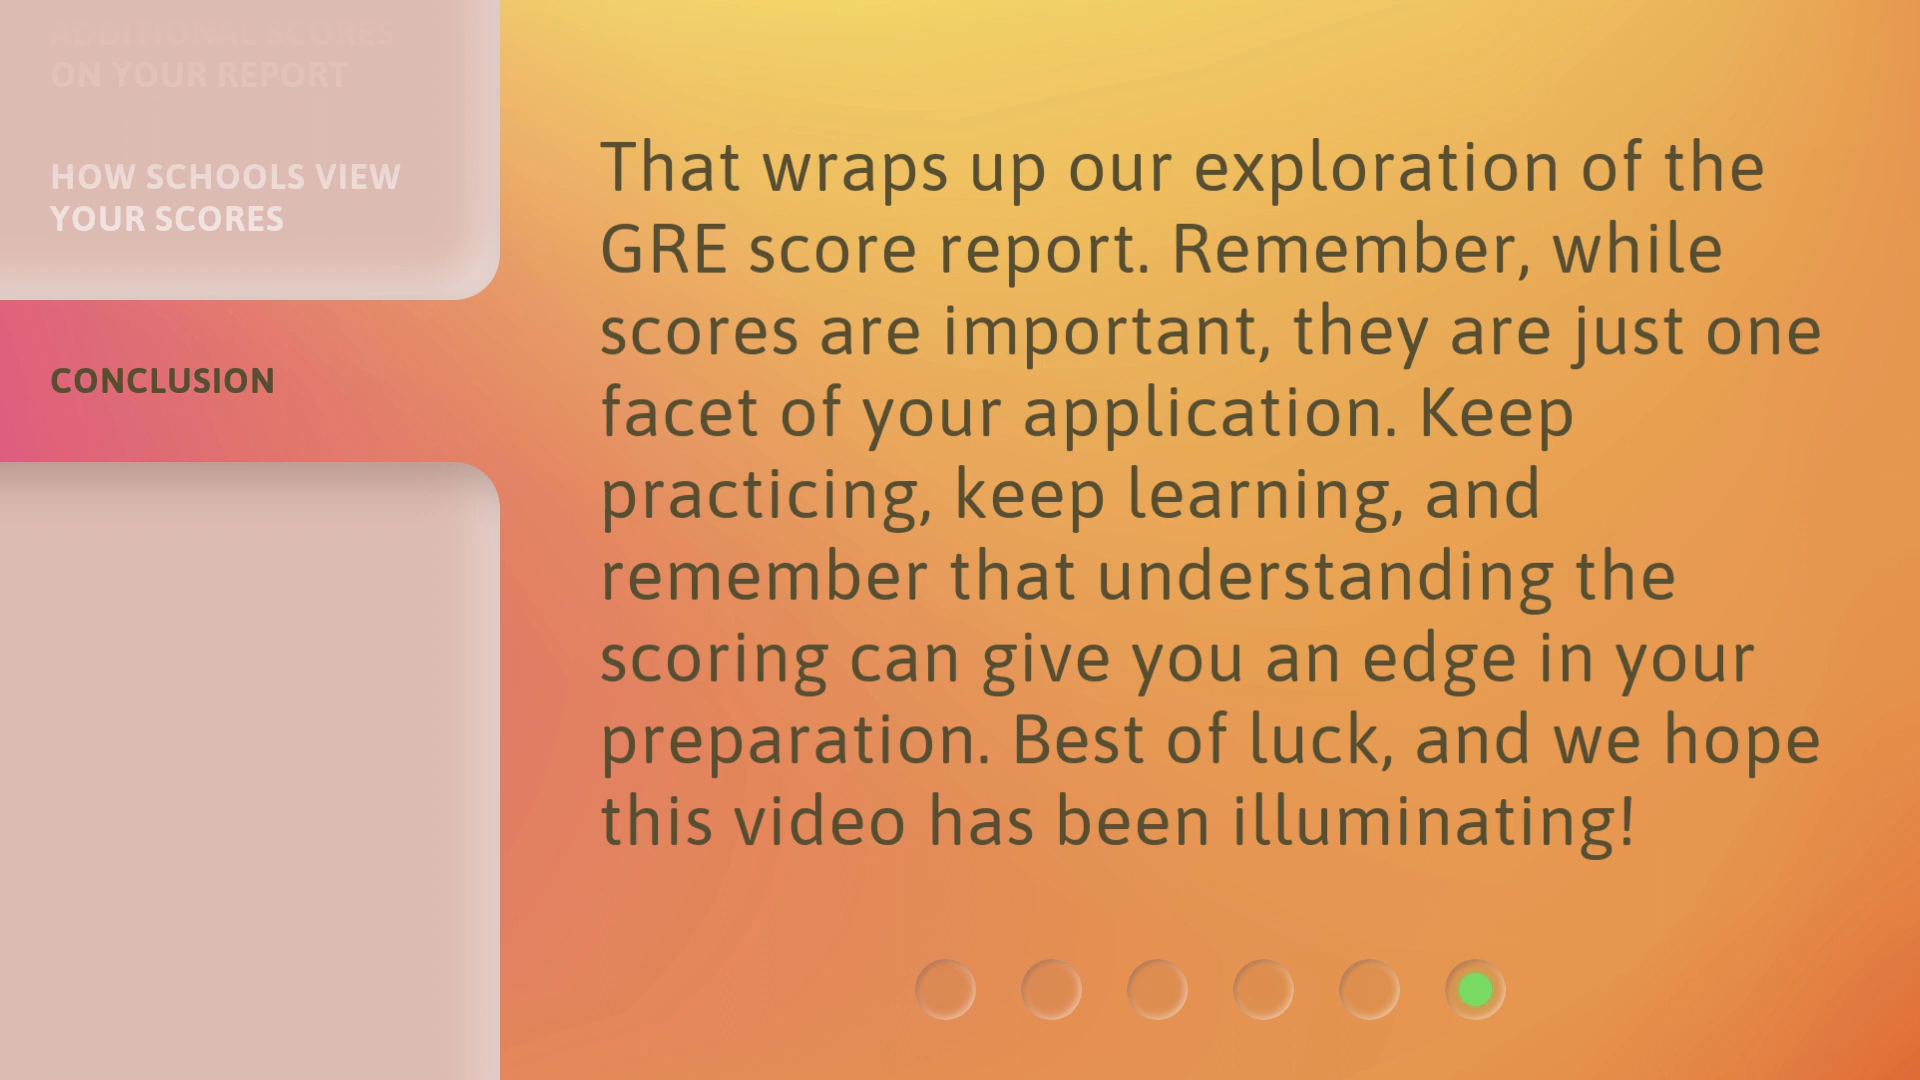 ADDITIONAL SCORES
ON YOUR REPORT
HOW SCHOOLS VIEW
YOUR SCORES
CONCLUSION
That wraps up our exploration of the
GRE score report. Remember, while
scores are important, they are just one
facet of your application. Keep
practicing, keep learning, and
remember that understanding the
scoring can give you an edge in your
preparation. Best of luck, and we hope
this video has been illuminating!